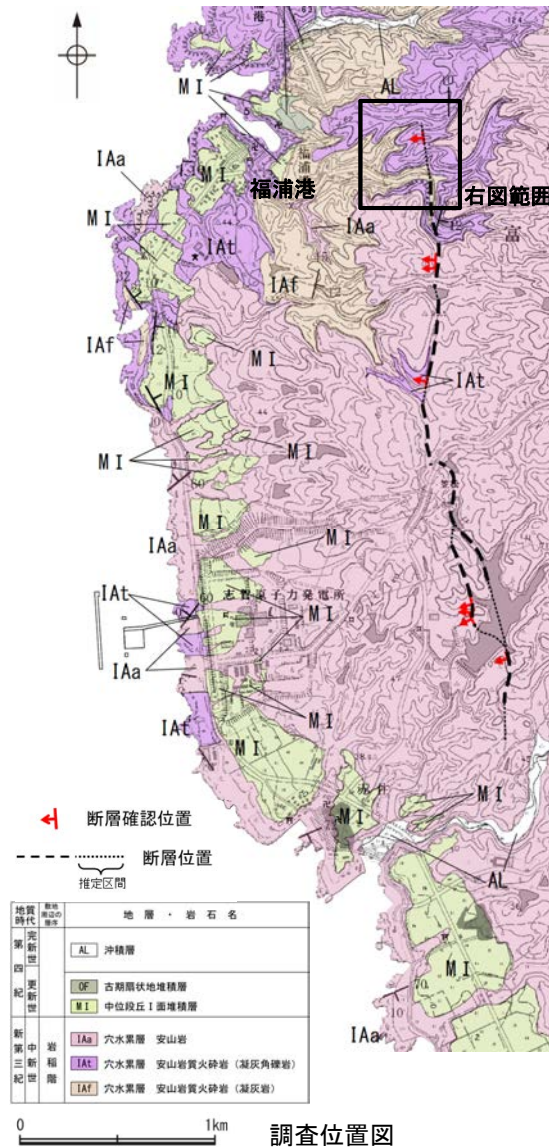 MI
AL
IAa
MI
福浦港
右図範囲
MI
IAa
富
IAt
IAf
IAf
MI
IAt
MI
MI
MI
MI
IAa
MI
IAt
志賀原子力発電所
MI
IAa
MI
IAt
MI
MI
MI
AL
MI
IAa
断層確認位置
断層位置
推定区間
地質時代 敷地周辺の層序 地層・岩石名
第四紀 完新世 AL 沖積層
更新世 OF 古期扇状地堆積層
MI 中位段丘Ⅰ面堆積層
新第三紀 中新世 岩稲階 IAa 穴水累層 安山岩
IAt 穴水累層 安山岩質火砕岩(凝灰角礫岩)
IAf 穴水累層 安山岩質火砕岩(凝灰岩)
0 1km
調査位置図